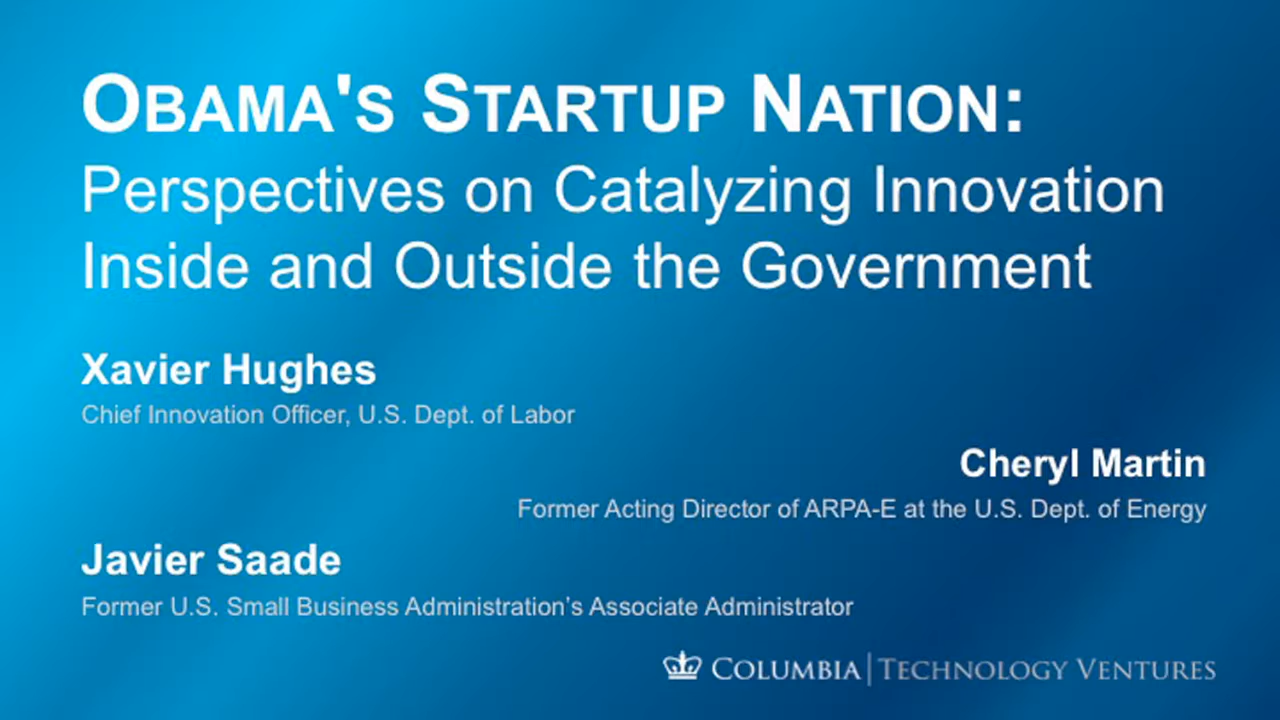 OBAMA'S STARTUP NATION:
Perspectives on Catalyzing Innovation
Inside and Outside the Government
Xavier Hughes
Chief Innovation Officer, U.S. Dept. of Labor
Cheryl Martin
Former Acting Director of ARPA-E at the U.S. Dept. of Energy
Javier Saade
Former U.S. Small Business Administration’s Associate Administrator
COLUMBIA | TECHNOLOGY VENTURES